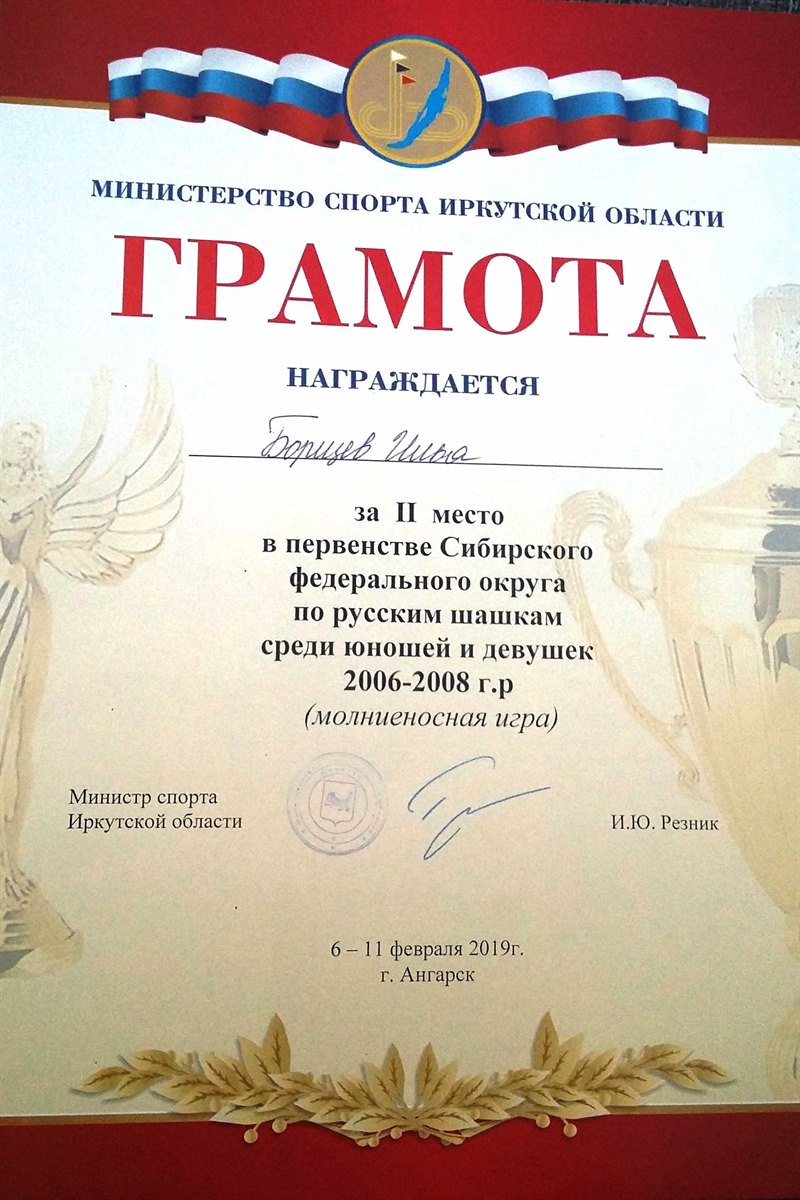 МИНИСТЕРСТВО СПОРТА ИРКУТСКОЙ ОБЛАСТИ
ГРАМОТА
НАГРАЖДАЕТСЯ
Борщев Илья
за II место
в первенстве Сибирского
федерального округа
по русским шашкам
среди юношей и девушек
2006-2008 г.р
(молниеносная игра)
Министр спорта
Иркутской области
И.Ю. Резник
6 – 11 февраля 2019г.
г. Ангарск